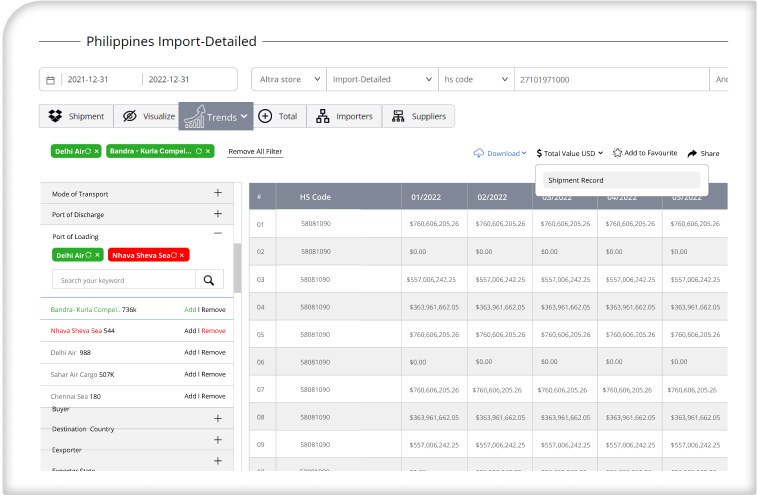 Philippines Import-Detailed
2021-12-31 2022-12-31 Altra store Import-Detailed hs code 27101971000 And
Shipment Visualize Trends Total Importers Suppliers
Delhi Air × Bandra - Kurla Compel... × Remove All Filter Download $ Total Value USD Add to Favourite Share
Shipment Record
Mode of Transport +
Port of Discharge +
Port of Loading −
Delhi Air × Nhava Sheva Sea ×
Search your keyword
Bandra- Kurla Compel.. 736k Add I Remove
Nhava Sheva Sea 544 Add I Remove
Delhi Air 988 Add I Remove
Sahar Air Cargo 507K Add I Remove
Chennai Sea 180 Add I Remove
Buyer +
Destination Country +
Eexporter +
Exporter State
# HS Code 01/2022 02/2022 03/2022 04/2022 05/2022
01 58081090 $760,606,205.26 $760,606,205.26 $760,606,205.26 $760,606,205.26 $760,606,205.26
02 58081090 $0.00 $0.00 $0.00 $0.00 $0.00
03 58081090 $557,006,242.25 $557,006,242.25 $557,006,242.25 $557,006,242.25 $557,006,242.25
04 58081090 $363,961,662.05 $363,961,662.05 $363,961,662.05 $363,961,662.05 $363,961,662.05
05 58081090 $760,606,205.26 $760,606,205.26 $760,606,205.26 $760,606,205.26 $760,606,205.26
06 58081090 $0.00 $0.00 $0.00 $0.00 $0.00
07 58081090 $760,606,205.26 $760,606,205.26 $760,606,205.26 $760,606,205.26 $760,606,205.26
08 58081090 $363,961,662.05 $363,961,662.05 $363,961,662.05 $363,961,662.05 $363,961,662.05
09 58081090 $557,006,242.25 $557,006,242.25 $557,006,242.25 $557,006,242.25 $557,006,242.25